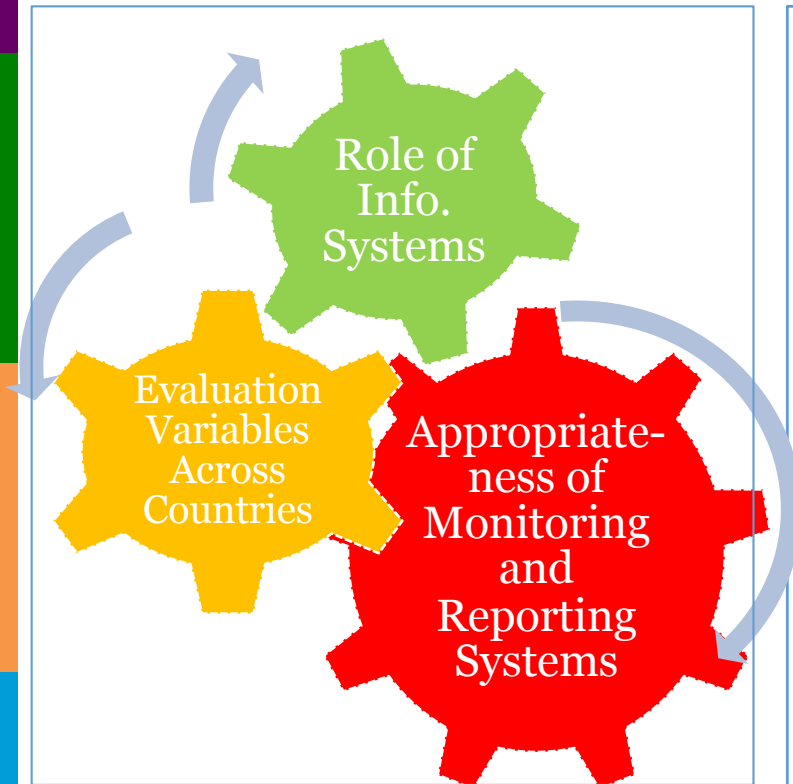 Role of
Info.
Systems
Evaluation
Variables
Across
Countries
Appropriate-
ness of
Monitoring
and
Reporting
Systems